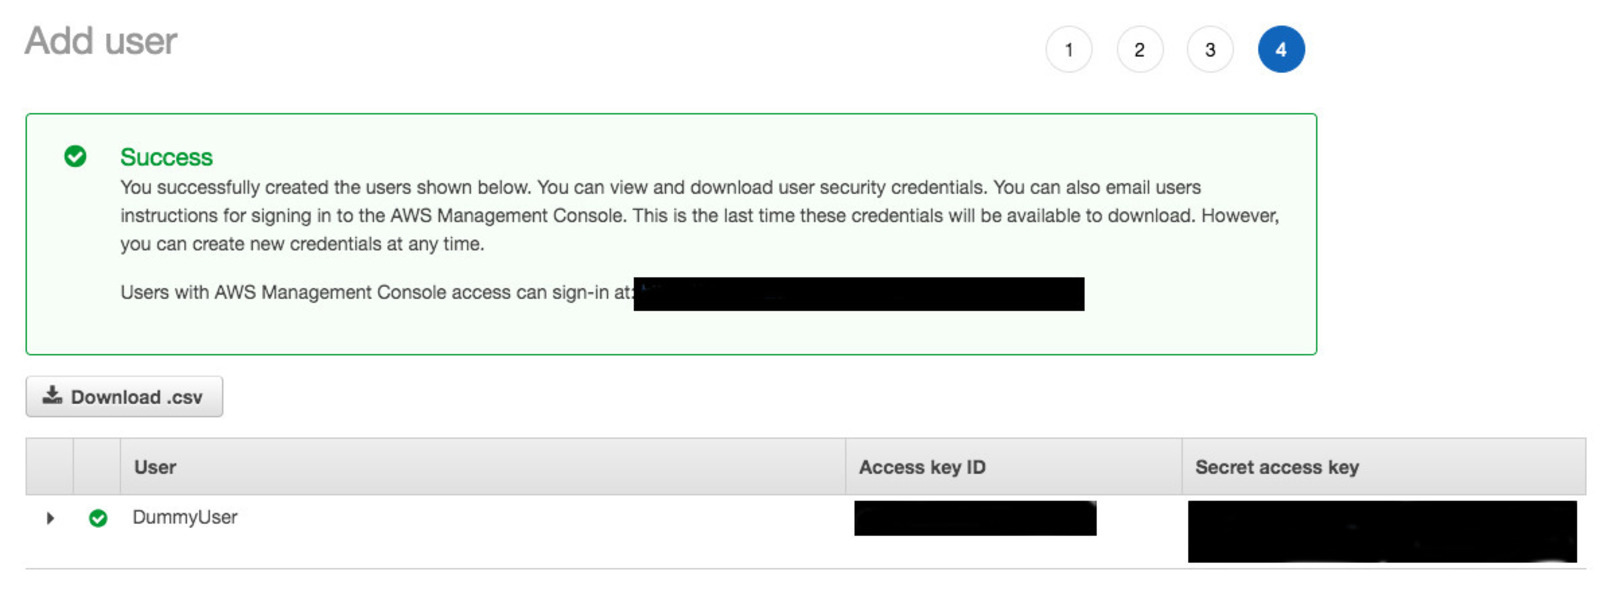 Add user
1 2 3 4
Success
You successfully created the users shown below. You can view and download user security credentials. You can also email users
instructions for signing in to the AWS Management Console. This is the last time these credentials will be available to download. However,
you can create new credentials at any time.
Users with AWS Management Console access can sign-in at:
Download .csv
User Access key ID Secret access key
DummyUser